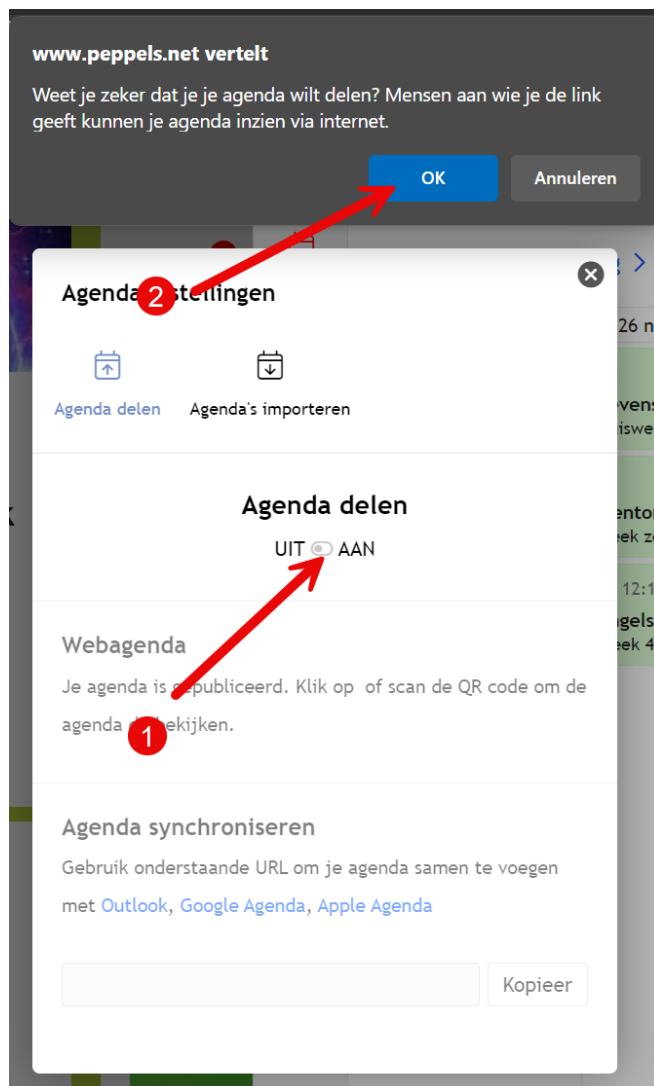 www.peppels.net vertelt
Weet je zeker dat je je agenda wilt delen? Mensen aan wie je de link
geeft kunnen je agenda inzien via internet.
OK
Annuleren
2
26 n
Agenda delen
Agenda's importeren
Agenda delen
UIT AAN
12:1
Webagenda
Je agenda is gepubliceerd. Klik op of scan de QR code om de
agenda bekijken.
1
Agenda synchroniseren
Gebruik onderstaande URL om je agenda samen te voegen
met Outlook, Google Agenda, Apple Agenda
Kopieer